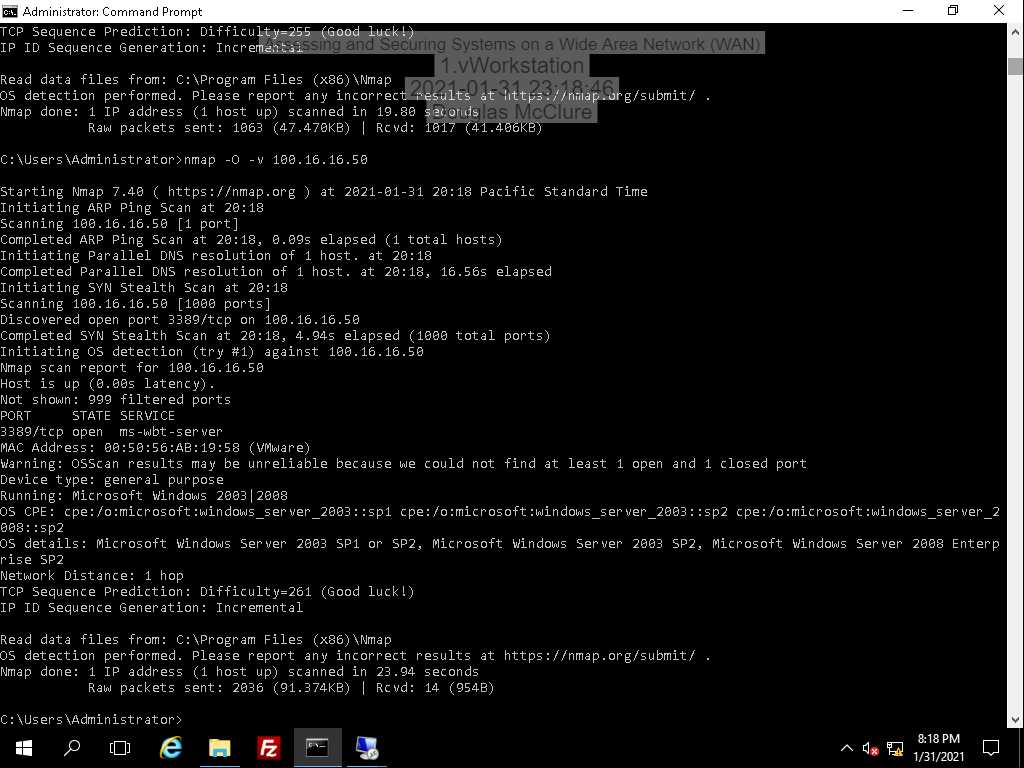 Administrator: Command Prompt
TCP Sequence Prediction: Difficulty=255 (Good luck!)
IP ID Sequence Generation: Incremental
Assessing and Securing Systems on a Wide Area Network (WAN)
1.vWorkstation
2021-01-31 23:18:46
Douglas McClure
Read data files from: C:\Program Files (x86)\Nmap
OS detection performed. Please report any incorrect results at https://nmap.org/submit/ .
Nmap done: 1 IP address (1 host up) scanned in 19.80 seconds
Raw packets sent: 1063 (47.470KB) | Rcvd: 1017 (41.406KB)
C:\Users\Administrator>nmap -O -v 100.16.16.50
Starting Nmap 7.40 ( https://nmap.org ) at 2021-01-31 20:18 Pacific Standard Time
Initiating ARP Ping Scan at 20:18
Scanning 100.16.16.50 [1 port]
Completed ARP Ping Scan at 20:18, 0.09s elapsed (1 total hosts)
Initiating Parallel DNS resolution of 1 host. at 20:18
Completed Parallel DNS resolution of 1 host. at 20:18, 16.56s elapsed
Initiating SYN Stealth Scan at 20:18
Scanning 100.16.16.50 [1000 ports]
Discovered open port 3389/tcp on 100.16.16.50
Completed SYN Stealth Scan at 20:18, 4.94s elapsed (1000 total ports)
Initiating OS detection (try #1) against 100.16.16.50
Nmap scan report for 100.16.16.50
Host is up (0.00s latency).
Not shown: 999 filtered ports
PORT     STATE SERVICE
3389/tcp open  ms-wbt-server
MAC Address: 00:50:56:AB:19:58 (VMware)
Warning: OSScan results may be unreliable because we could not find at least 1 open and 1 closed port
Device type: general purpose
Running: Microsoft Windows 2003|2008
OS CPE: cpe:/o:microsoft:windows_server_2003::sp1 cpe:/o:microsoft:windows_server_2003::sp2 cpe:/o:microsoft:windows_server_2
008::sp2
OS details: Microsoft Windows Server 2003 SP1 or SP2, Microsoft Windows Server 2003 SP2, Microsoft Windows Server 2008 Enterp
rise SP2
Network Distance: 1 hop
TCP Sequence Prediction: Difficulty=261 (Good luck!)
IP ID Sequence Generation: Incremental
Read data files from: C:\Program Files (x86)\Nmap
OS detection performed. Please report any incorrect results at https://nmap.org/submit/ .
Nmap done: 1 IP address (1 host up) scanned in 23.94 seconds
Raw packets sent: 2036 (91.374KB) | Rcvd: 14 (954B)
C:\Users\Administrator>
8:18 PM
1/31/2021